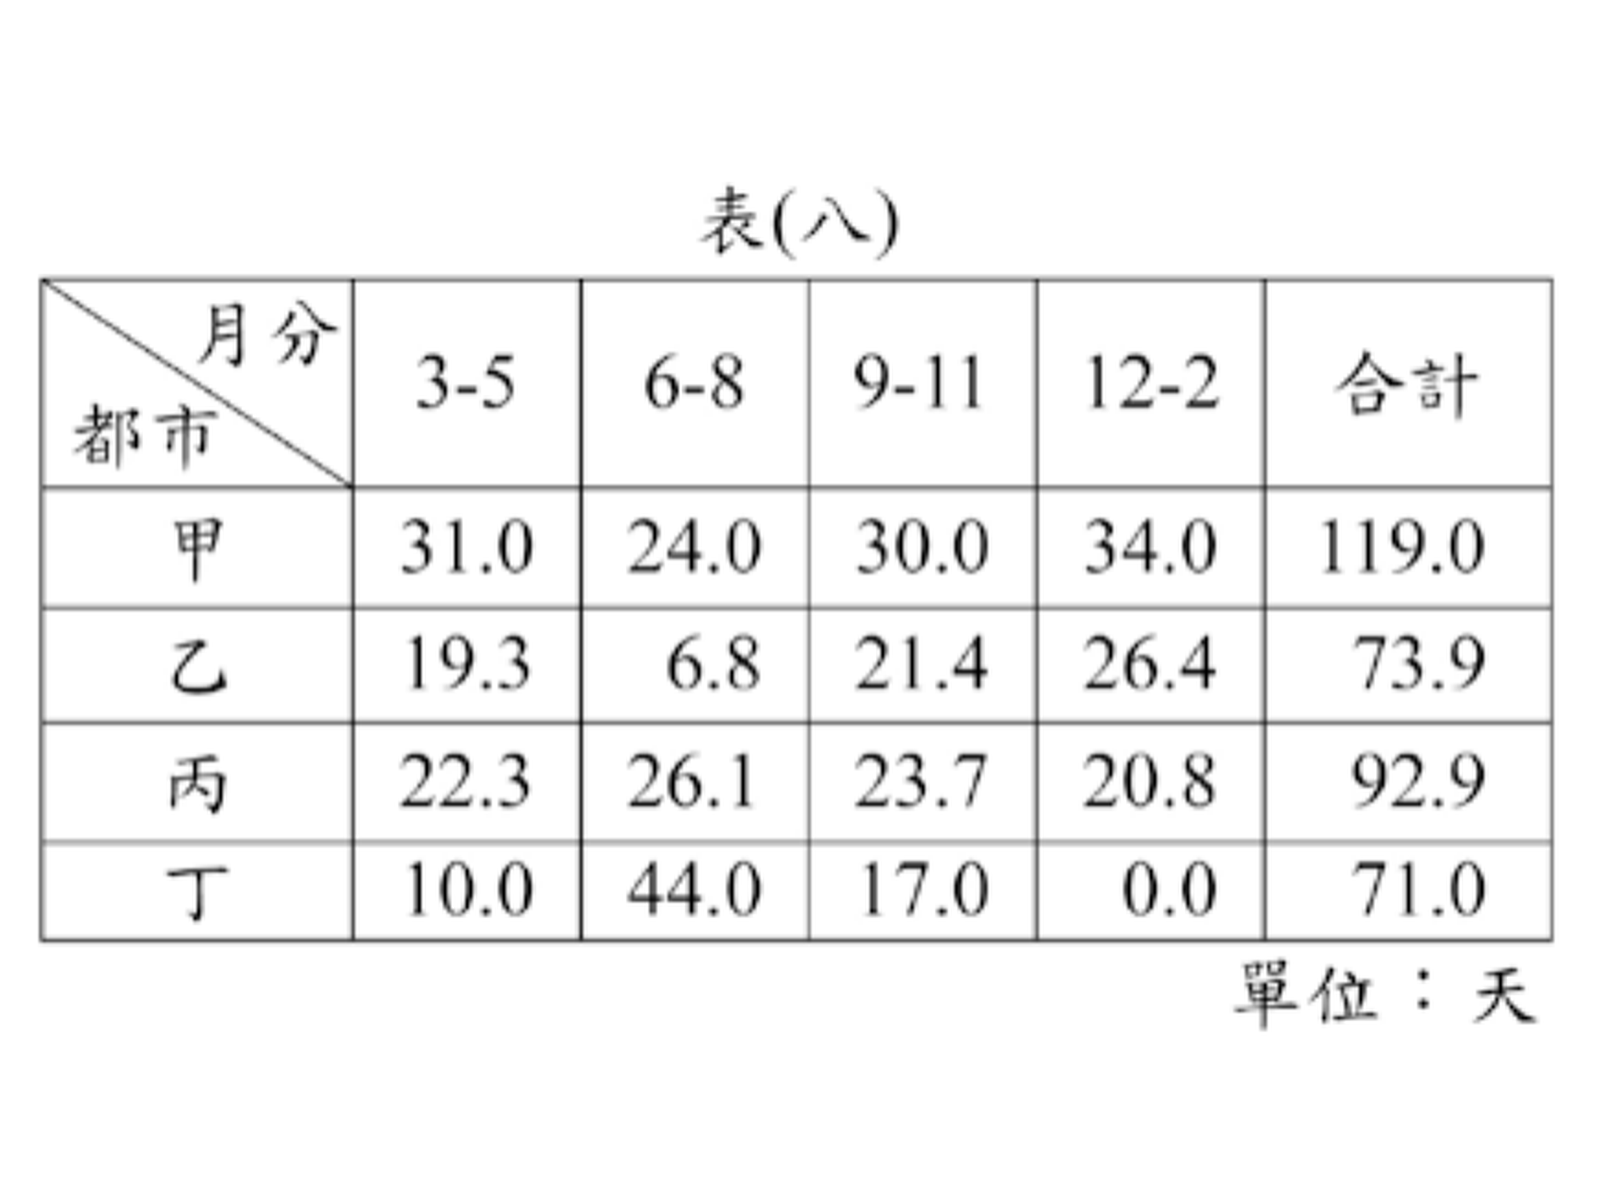 表(八)
月分
都市
3-5 6-8 9-11 12-2 合計
甲 31.0 24.0 30.0 34.0 119.0
乙 19.3 6.8 21.4 26.4 73.9
丙 22.3 26.1 23.7 20.8 92.9
丁 10.0 44.0 17.0 0.0 71.0
單位：天